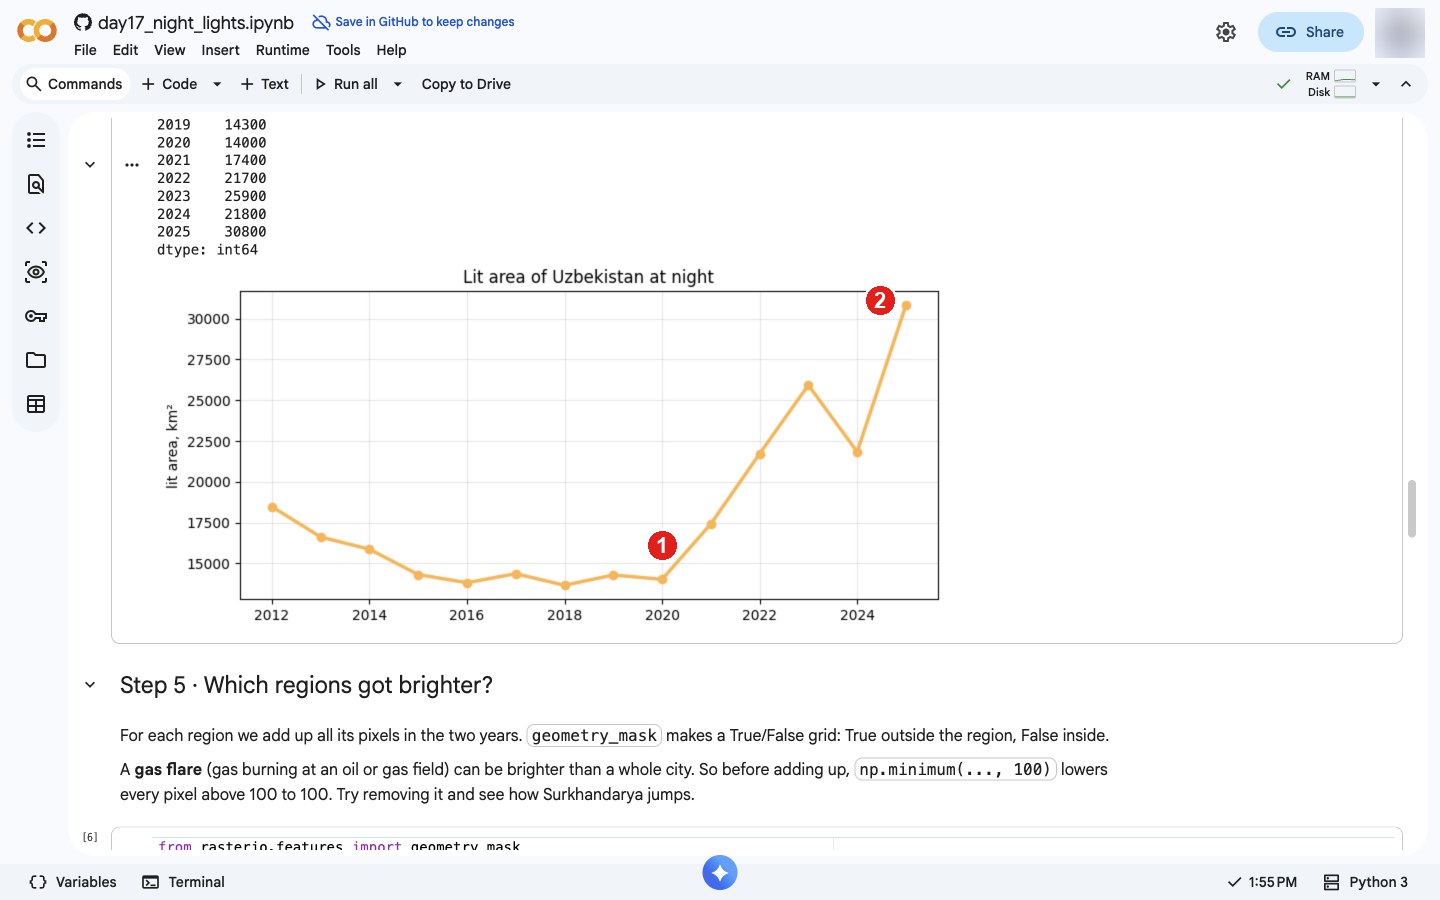 day17_night_lights.ipynb
Save in GitHub to keep changes
Share
File Edit View Insert Runtime Tools Help
Commands + Code + Text Run all Copy to Drive
RAM
Disk
2019 14300
2020 14000
2021 17400
2022 21700
2023 25900
2024 21800
2025 30800
dtype: int64
Lit area of Uzbekistan at night
2
30000
27500
25000
22500
20000
17500
15000
lit area, km²
1
2012 2014 2016 2018 2020 2022 2024
Step 5 · Which regions got brighter?
For each region we add up all its pixels in the two years. geometry_mask makes a True/False grid: True outside the region, False inside.
A gas flare (gas burning at an oil or gas field) can be brighter than a whole city. So before adding up, np.minimum(..., 100) lowers
every pixel above 100 to 100. Try removing it and see how Surkhandarya jumps.
[6]
from rasterio.features import geometry_mask
Variables Terminal
1:55 PM Python 3